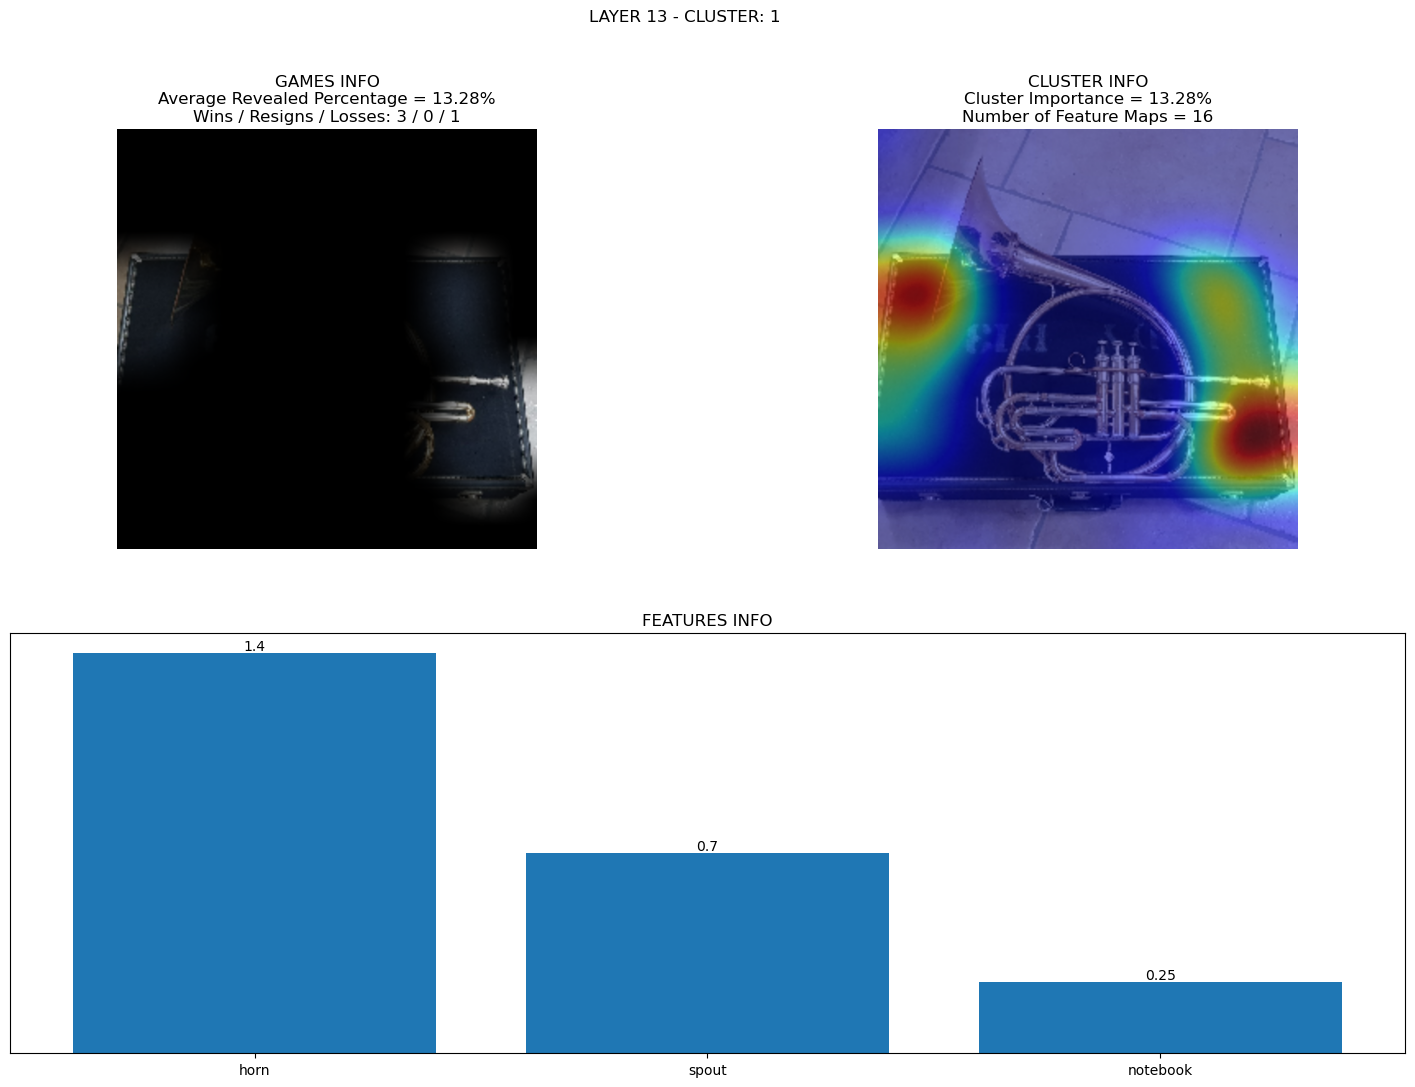 LAYER 13 - CLUSTER: 1
GAMES INFO
Average Revealed Percentage = 13.28%
Wins / Resigns / Losses: 3 / 0 / 1
CLUSTER INFO
Cluster Importance = 13.28%
Number of Feature Maps = 16
FEATURES INFO
1.4
0.7
0.25
horn
spout
notebook